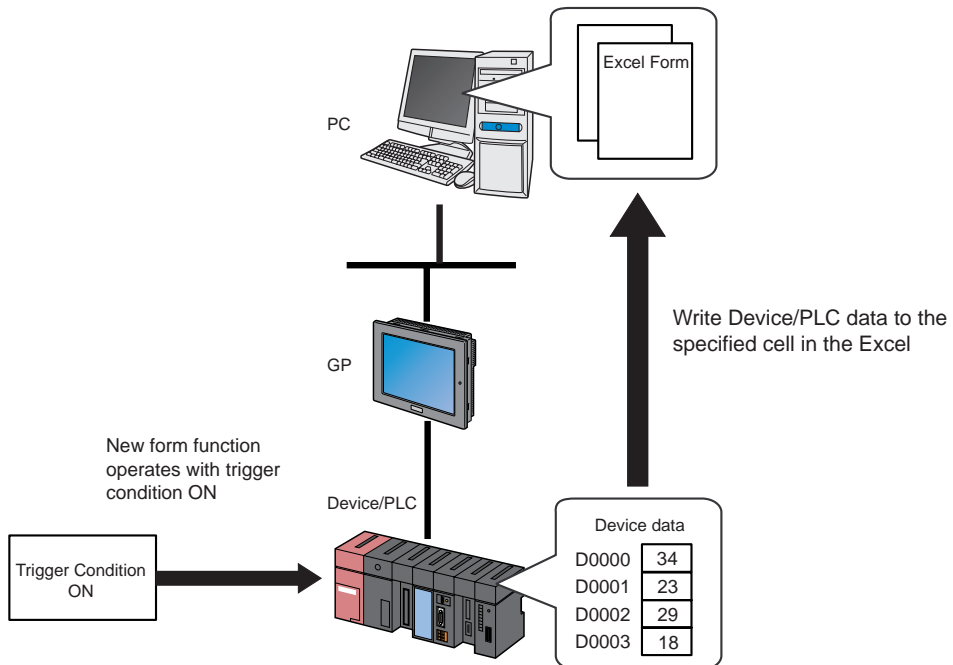 Excel Form
PC
GP
Write Device/PLC data to the
specified cell in the Excel
New form function
operates with trigger
condition ON
Device/PLC
Trigger Condition
ON
Device data
D0000 34
D0001 23
D0002 29
D0003 18